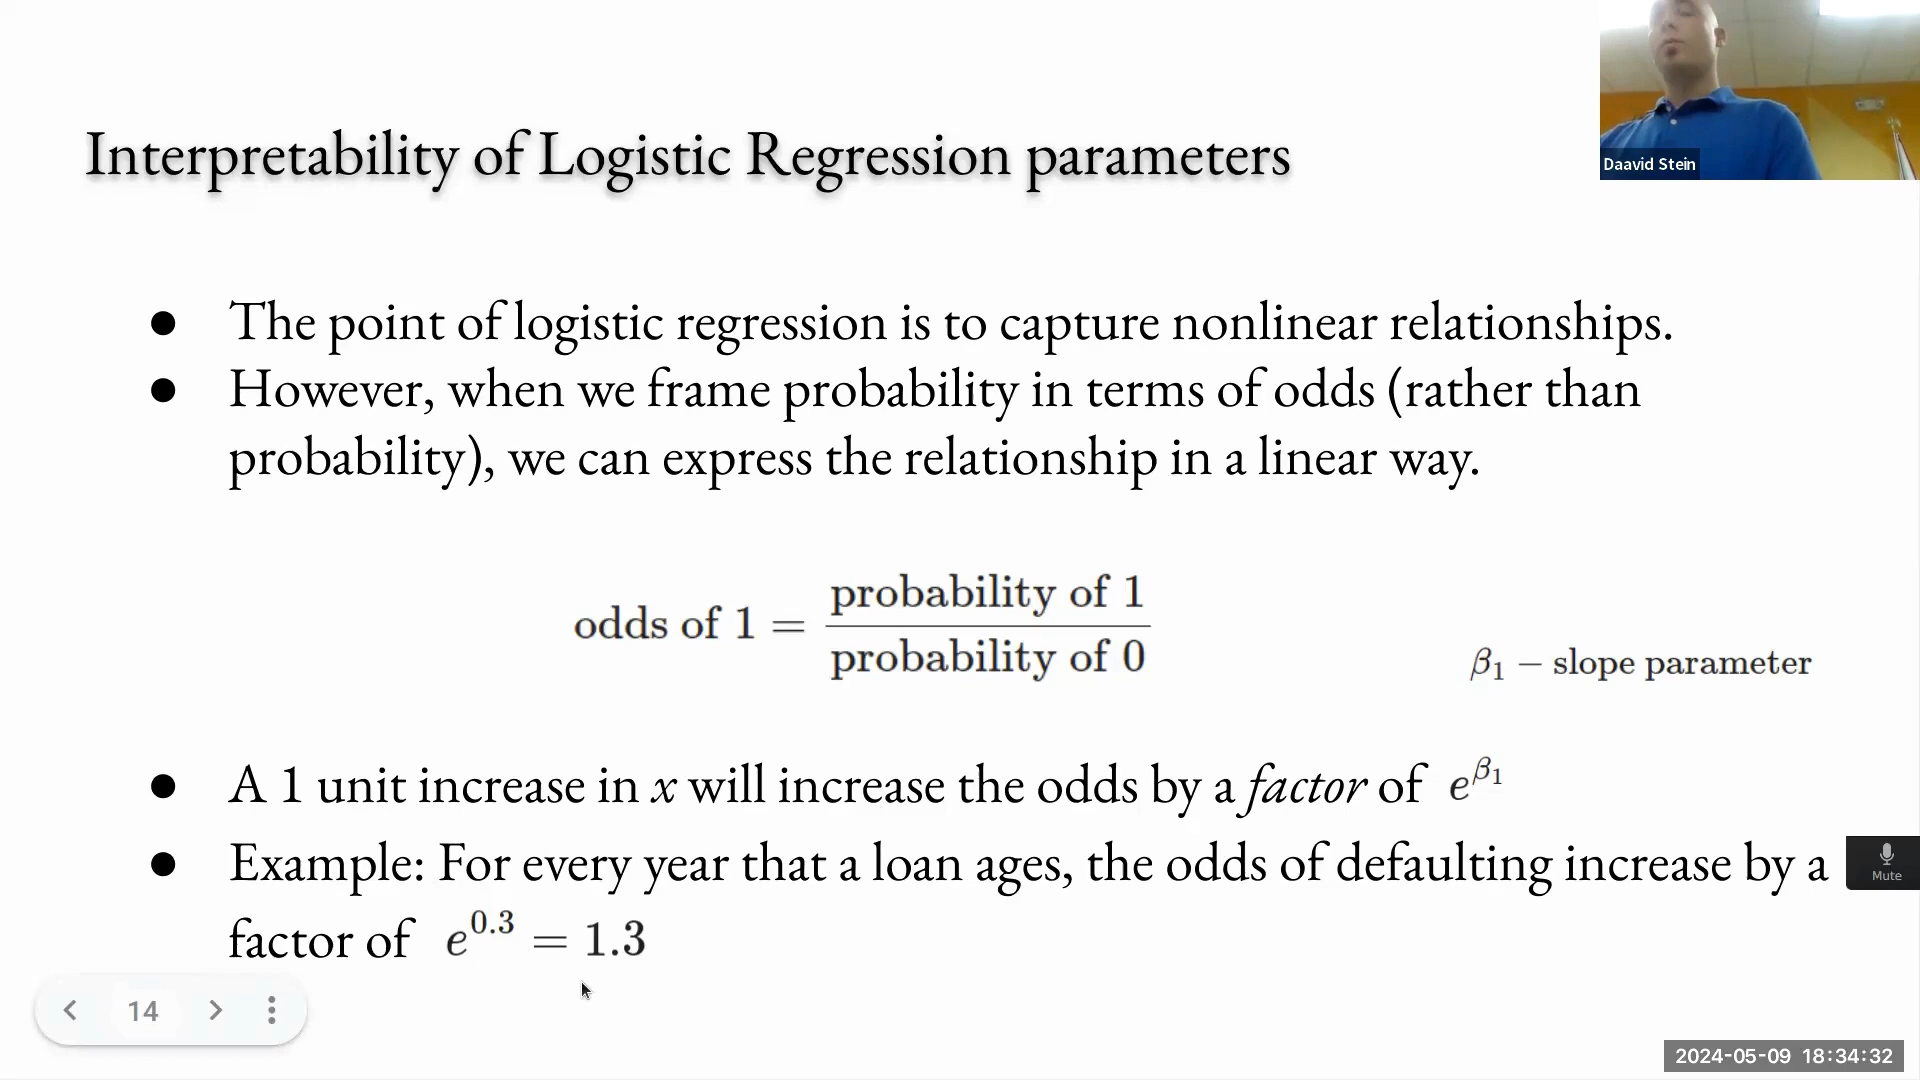 Daavid Stein
Interpretability of Logistic Regression parameters
● The point of logistic regression is to capture nonlinear relationships.
● However, when we frame probability in terms of odds (rather than
probability), we can express the relationship in a linear way.
odds of 1 = probability of 1 / probability of 0
β₁ – slope parameter
● A 1 unit increase in x will increase the odds by a factor of e^β₁
● Example: For every year that a loan ages, the odds of defaulting increase by a
factor of e^0.3 = 1.3
Mute
14
2024-05-09 18:34:32